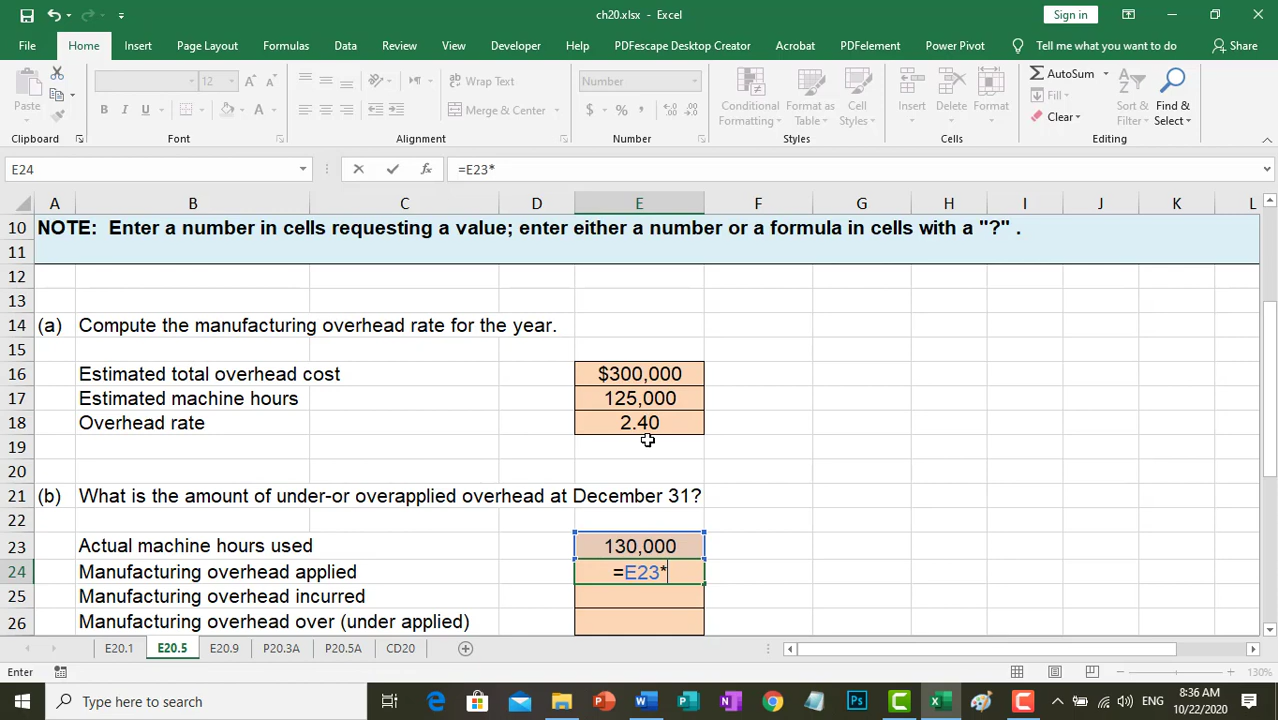 ch20.xlsx - Excel
Sign in
File Home Insert Page Layout Formulas Data Review View Developer Help PDFescape Desktop Creator Acrobat PDFelement Power Pivot Tell me what you want to do Share
Paste
12
B I U
Wrap Text
Merge & Center
Number
$ % ,
Conditional Formatting
Format as Table
Cell Styles
Insert
Delete
Format
AutoSum
Fill
Clear
Sort & Filter
Find & Select
Clipboard Font Alignment Number Styles Cells Editing
E24 fx =E23*
A B C D E F G H I J K L
10 NOTE: Enter a number in cells requesting a value; enter either a number or a formula in cells with a "?" .
11
12
13
14 (a) Compute the manufacturing overhead rate for the year.
15
16 Estimated total overhead cost $300,000
17 Estimated machine hours 125,000
18 Overhead rate 2.40
19
20
21 (b) What is the amount of under-or overapplied overhead at December 31?
22
23 Actual machine hours used 130,000
24 Manufacturing overhead applied =E23*
25 Manufacturing overhead incurred
26 Manufacturing overhead over (under applied)
E20.1 E20.5 E20.9 P20.3A P20.5A CD20
Enter 130%
Type here to search
ENG
8:36 AM
10/22/2020